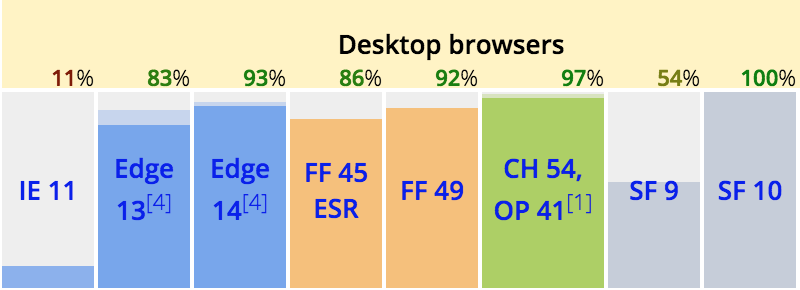 Desktop browsers
11% 83% 93% 86% 92% 97% 54% 100%
IE 11
Edge
13[4]
Edge
14[4]
FF 45
ESR
FF 49
CH 54,
OP 41[1]
SF 9
SF 10